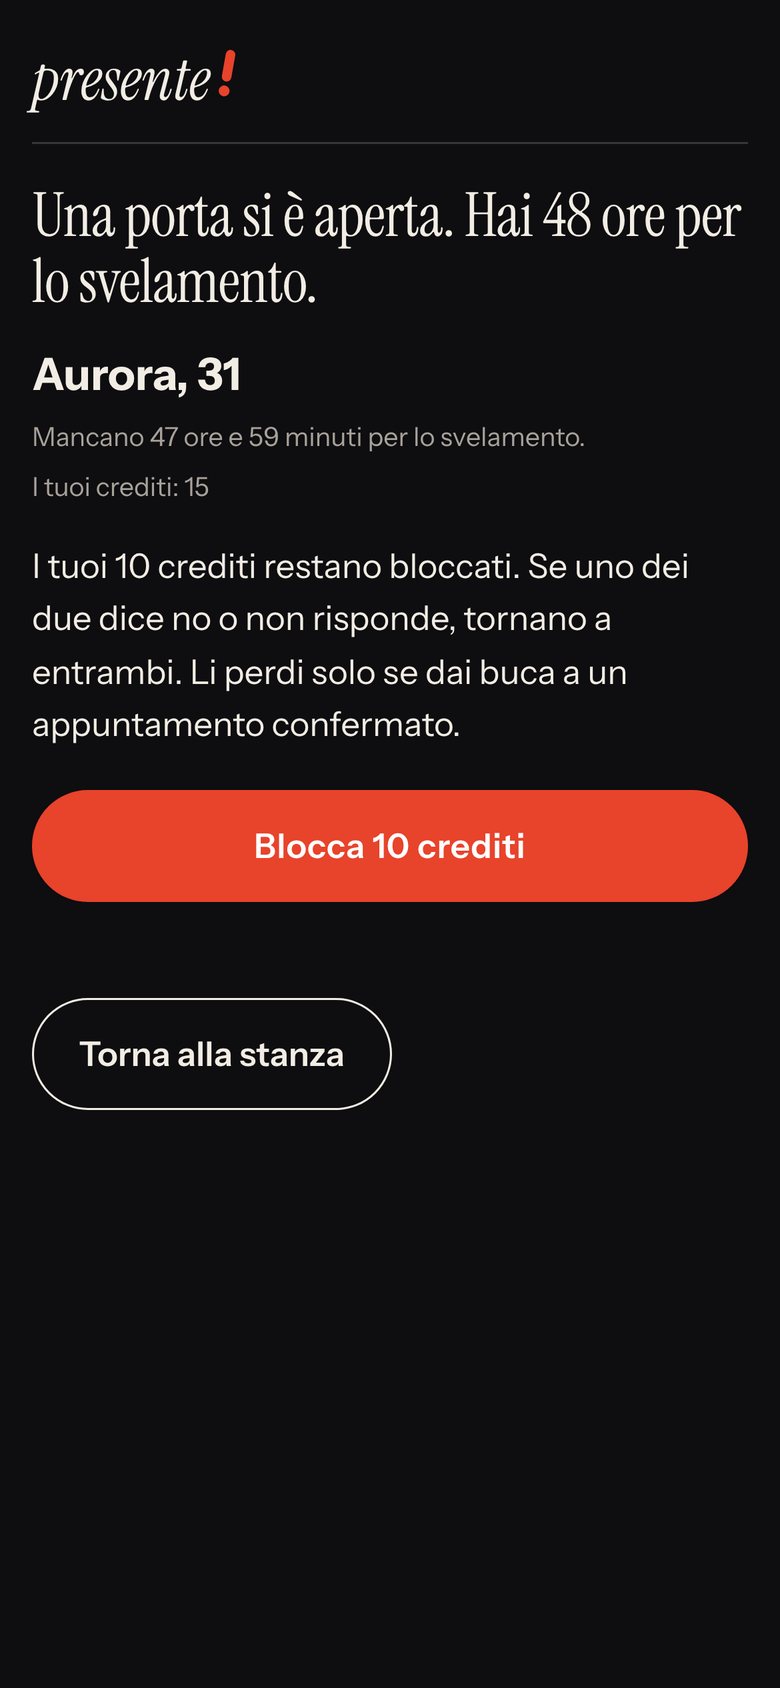 presente!
Una porta si è aperta. Hai 48 ore per
lo svelamento.
Aurora, 31
Mancano 47 ore e 59 minuti per lo svelamento.
I tuoi crediti: 15
I tuoi 10 crediti restano bloccati. Se uno dei
due dice no o non risponde, tornano a
entrambi. Li perdi solo se dai buca a un
appuntamento confermato.
Blocca 10 crediti
Torna alla stanza